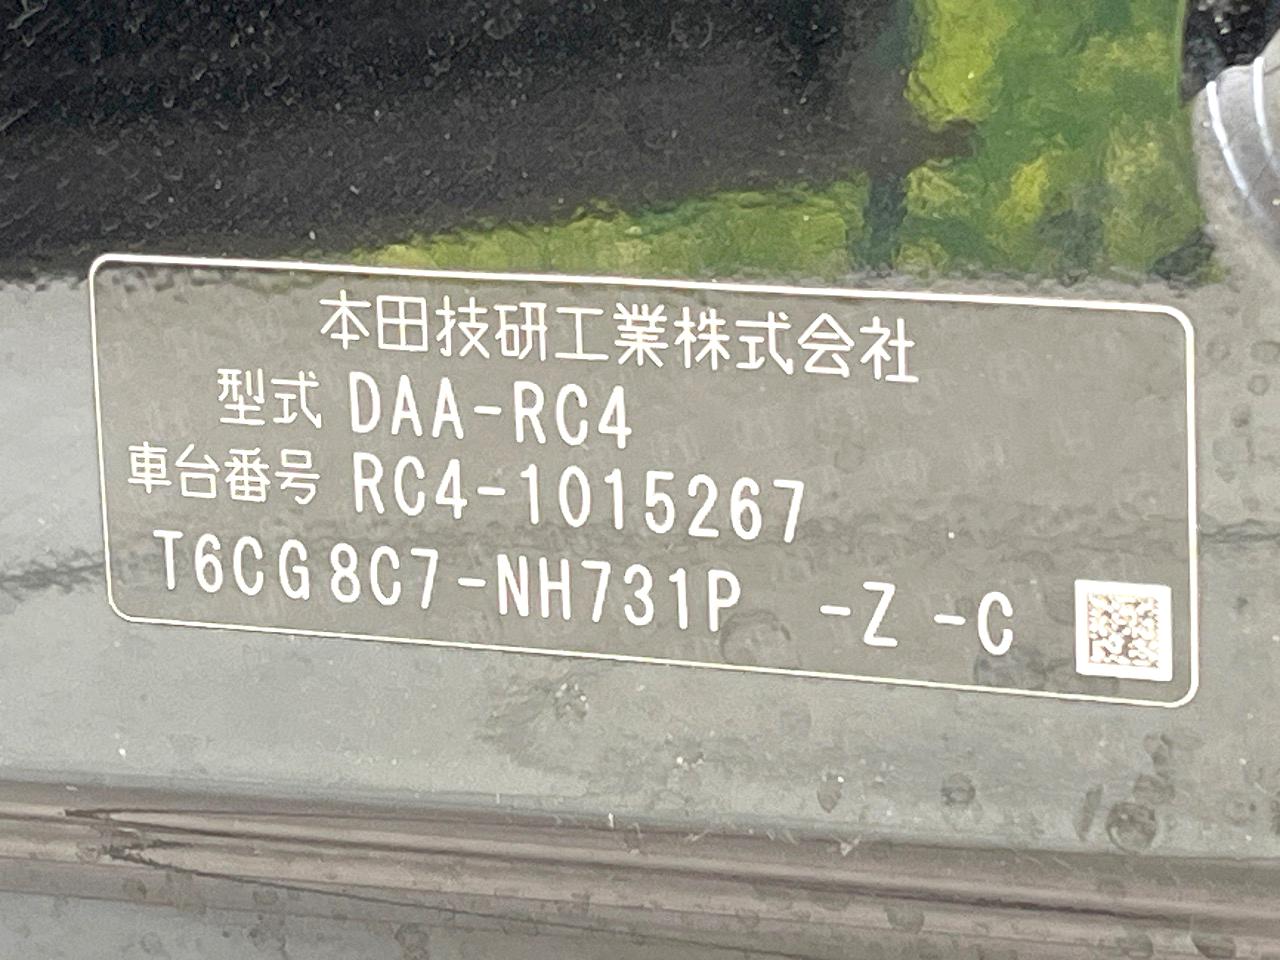 本田技研工業株式会社
型式 DAA-RC4
車台番号 RC4-1015267
T6CG8C7-NH731P -Z -C